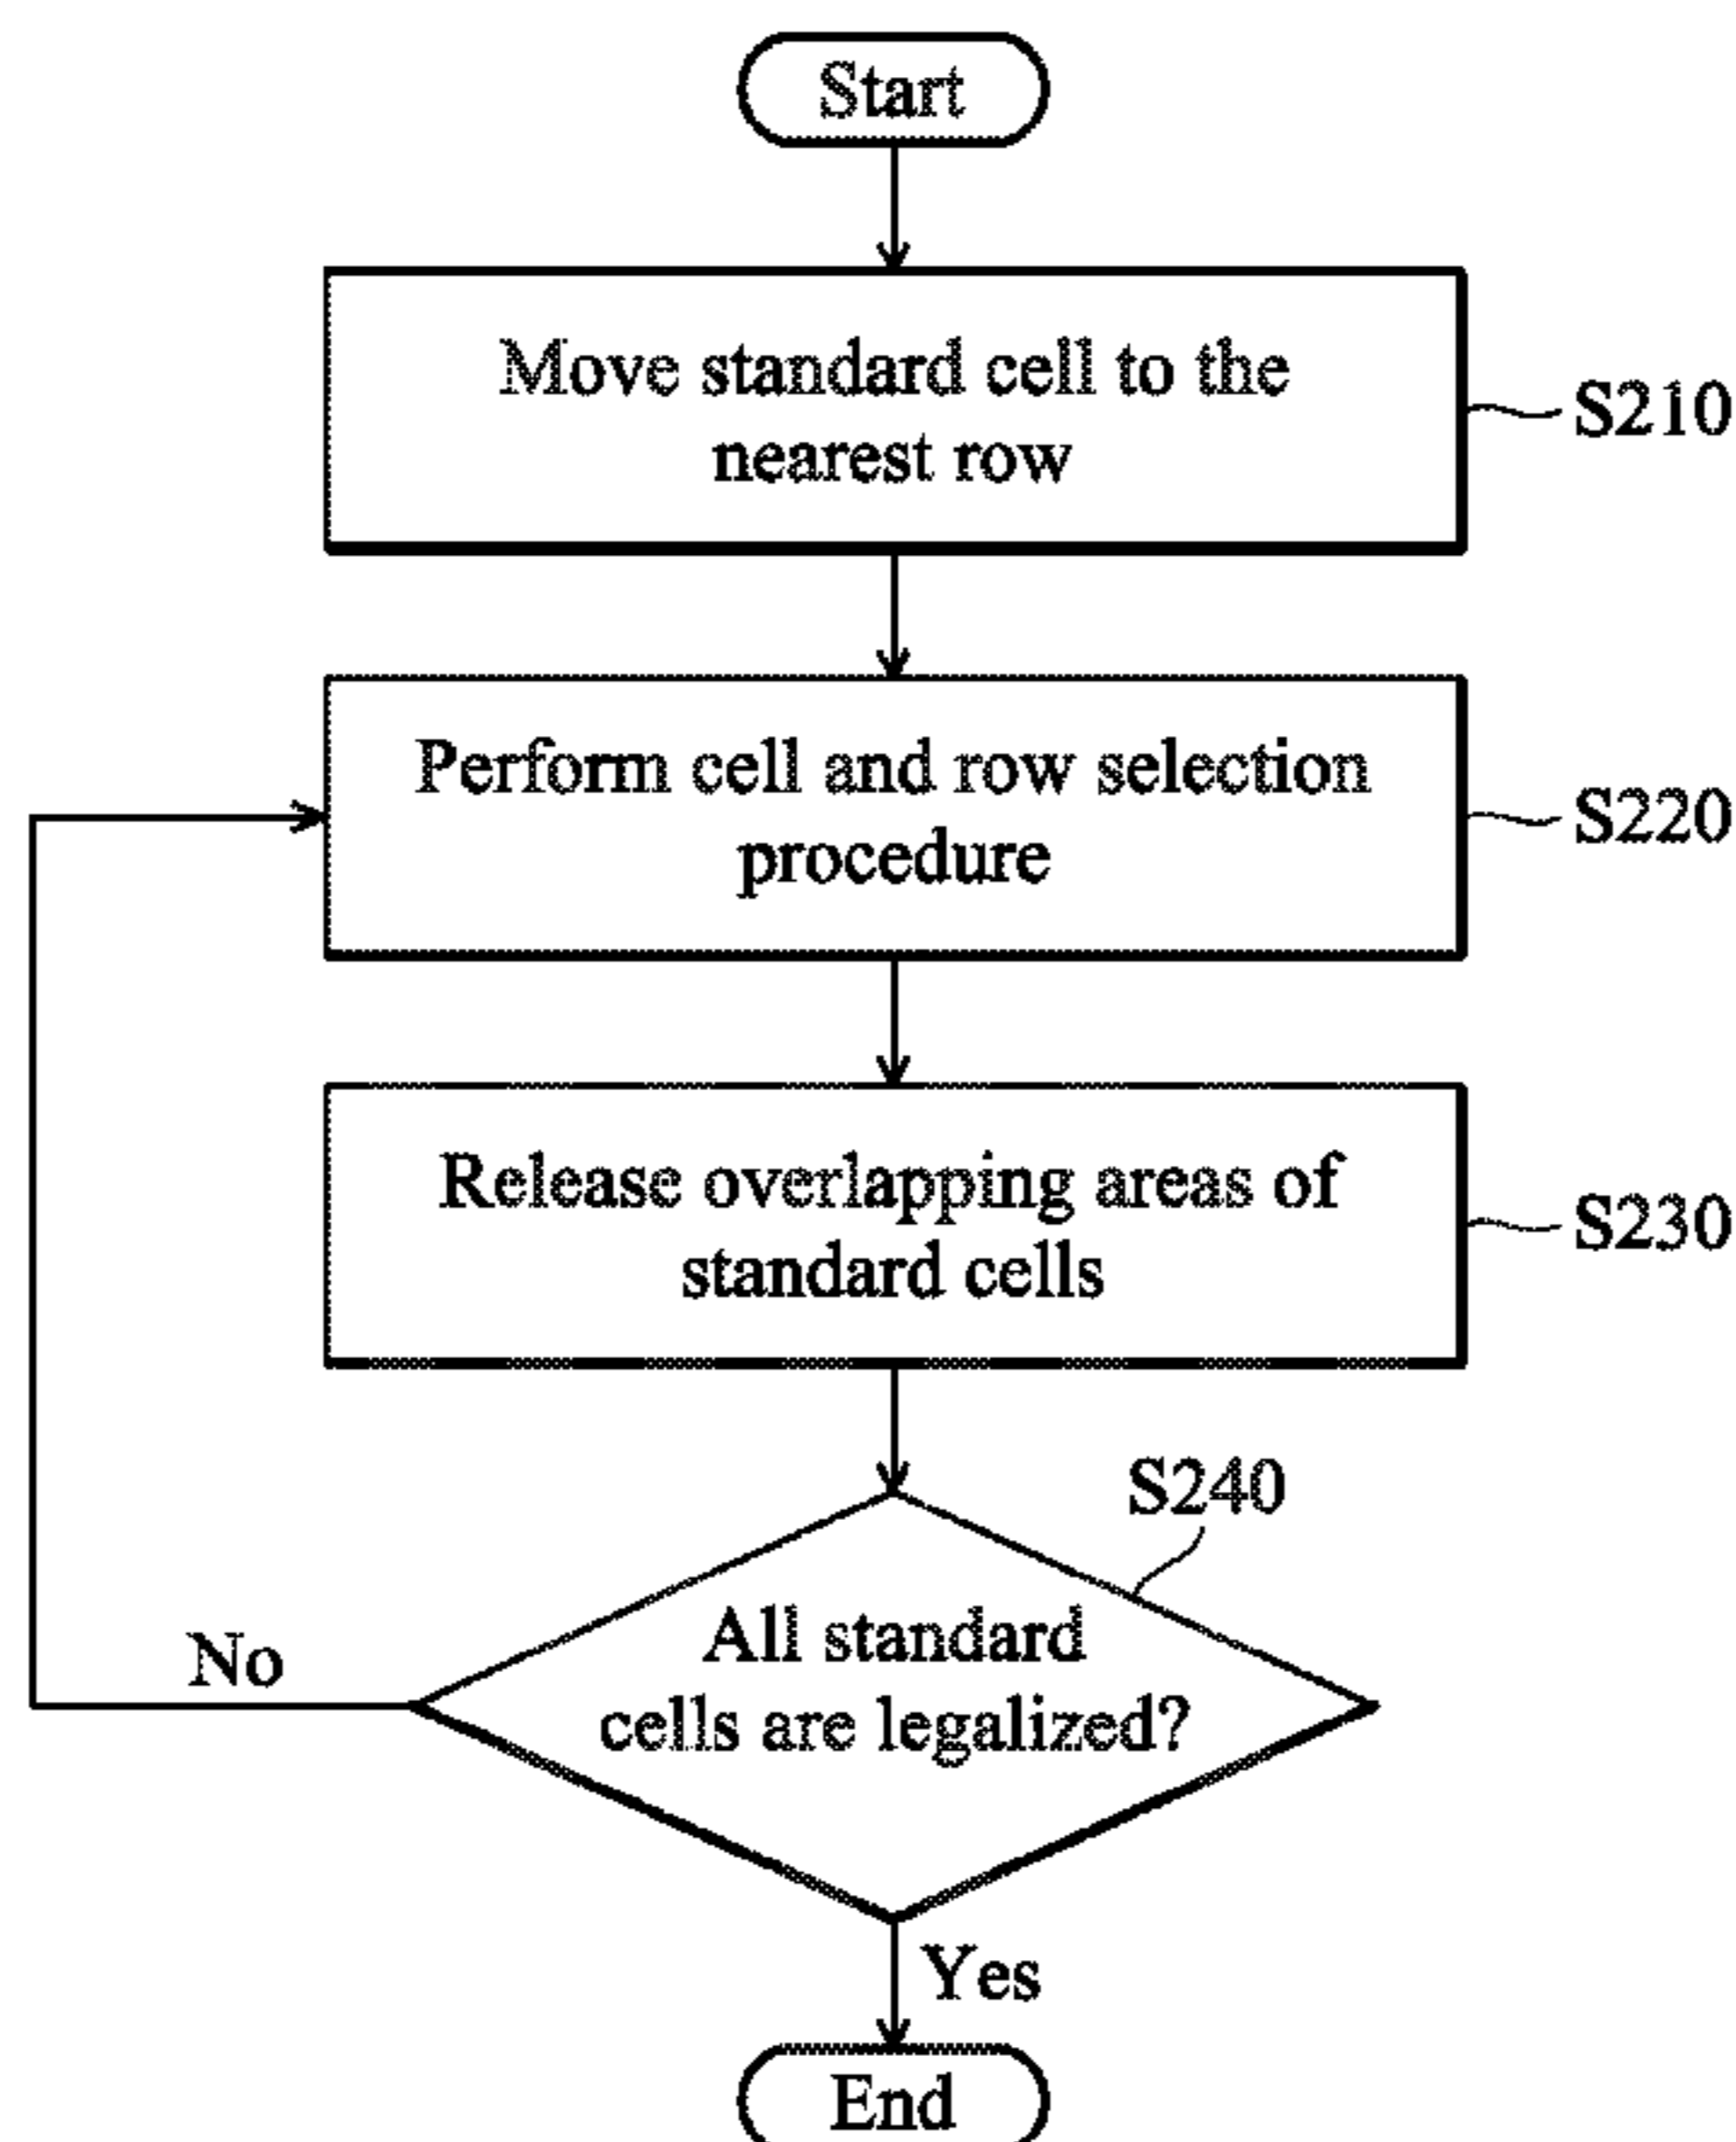 Start
Move standard cell to the
nearest row
S210
Perform cell and row selection
procedure
S220
Release overlapping areas of
standard cells
S230
S240
All standard
cells are legalized?
No
Yes
End